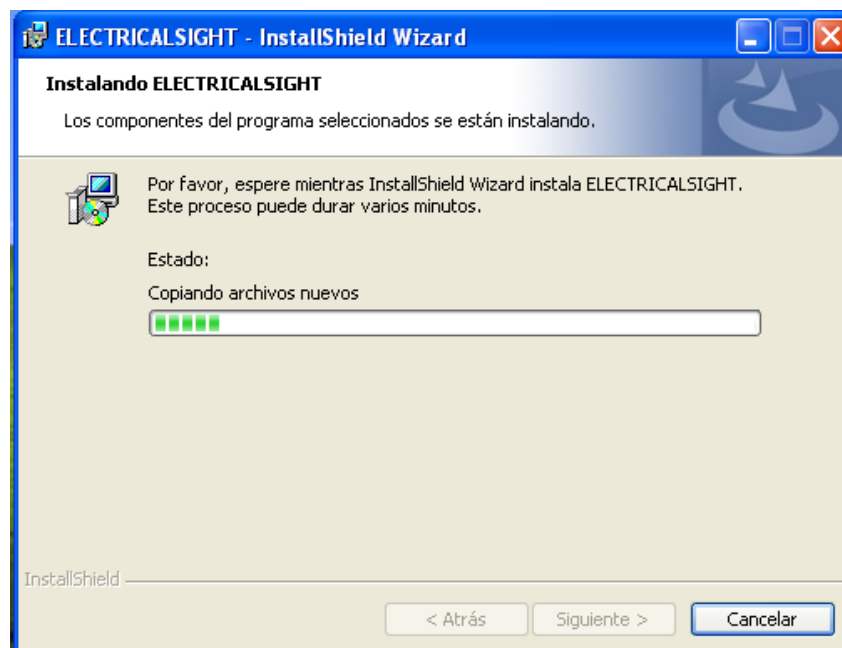 ELECTRICALSIGHT - InstallShield Wizard
Instalando ELECTRICALSIGHT
Los componentes del programa seleccionados se están instalando.
Por favor, espere mientras InstallShield Wizard instala ELECTRICALSIGHT.
Este proceso puede durar varios minutos.
Estado:
Copiando archivos nuevos
InstallShield
< Atrás Siguiente > Cancelar